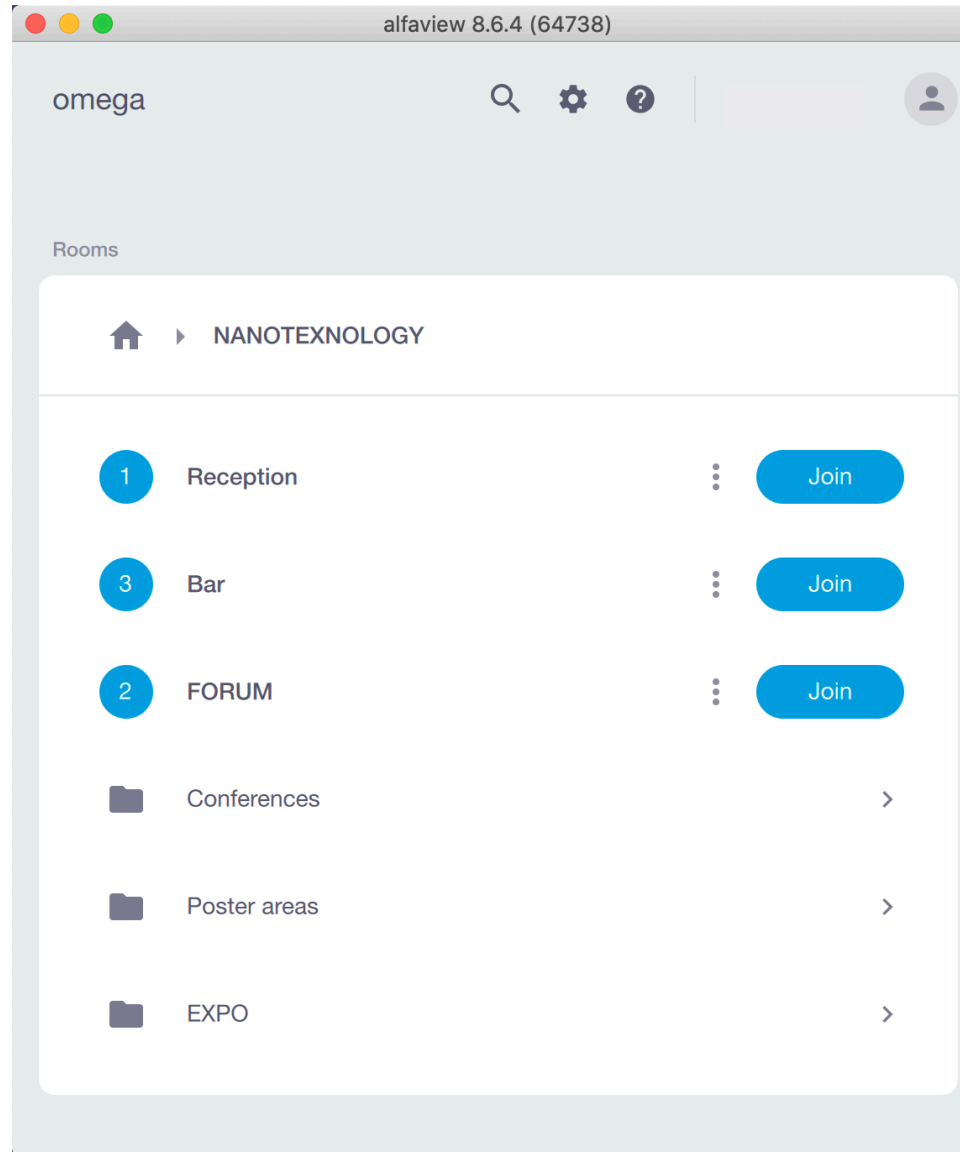 alfaview 8.6.4 (64738)
omega
Rooms
NANOTEXNOLOGY
1 Reception Join
3 Bar Join
2 FORUM Join
Conferences
Poster areas
EXPO